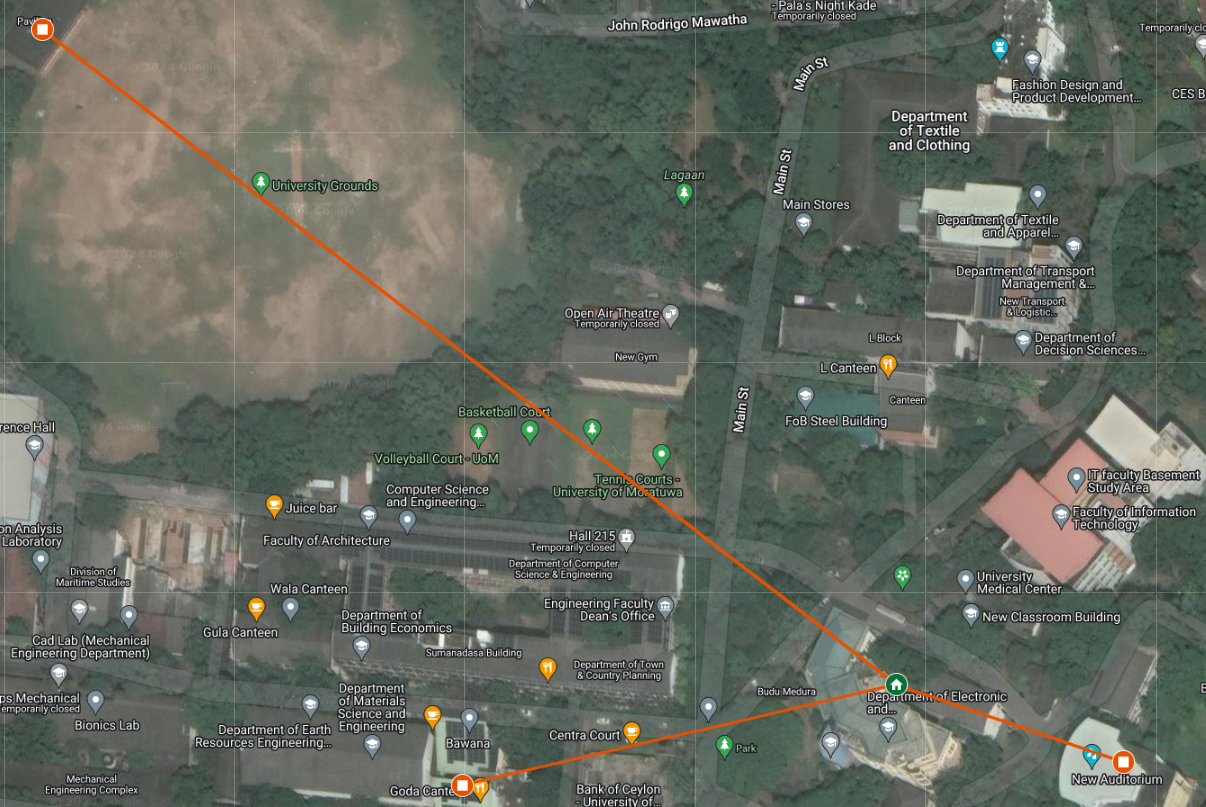 John Rodrigo Mawatha
- Pala's Night Kade
Temporarily closed
Main St
Fashion Design and
Product Development...
CES B
Department
of Textile
and Clothing
2024 Google
University Grounds
Lagaan
Main St
Main Stores
Department of Textile
and Apparel...
Department of Transport
Management &...
New Transport
& Logistic...
Open Air Theatre
Temporarily closed
New Gym
L Block
Department of
Decision Sciences...
L Canteen
Canteen
Main St
FoB Steel Building
Basketball Court
Volleyball Court - UoM
rence Hall
Tennis Courts -
University of Moratuwa
IT faculty Basement
Study Area
Faculty of Information
Technology
Computer Science
and Engineering...
Juice bar
Faculty of Architecture
Hall 215
Temporarily closed
Department of Computer
Science & Engineering
on Analysis
Laboratory
Division of
Maritime Studies
Wala Canteen
Gula Canteen
Engineering Faculty
Dean's Office
University
Medical Center
New Classroom Building
Cad Lab (Mechanical
Engineering Department)
Department of
Building Economics
Sumanadasa Building
Department of Town
& Country Planning
ps Mechanical
emporarily closed
Bionics Lab
Department
of Materials
Science and
Engineering
Budu Medura
Department of Electronic
and...
Department of Earth
Resources Engineering...
Bawana
Centra Court
Park
New Auditorium
Mechanical
Engineering Complex
Goda Cante
Bank of Ceylon
- University of...